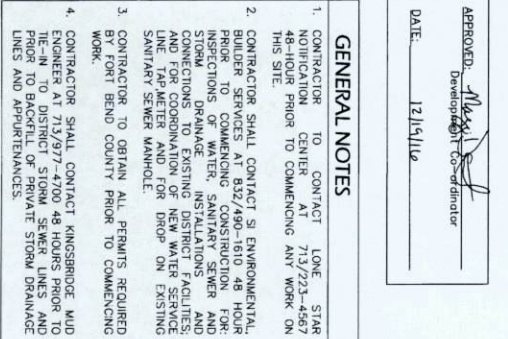 APPROVED:
Development Co-ordinator
DATE: 12/19/16
GENERAL NOTES
1. CONTRACTOR TO CONTACT LONE STAR
NOTIFICATION CENTER AT 713/223-4567
48-HOUR PRIOR TO COMMENCING ANY WORK ON
THIS SITE.
2. CONTRACTOR SHALL CONTACT SI ENVIRONMENTAL,
BUILDER SERVICES AT 832/490-1610 48 HOUR
PRIOR TO COMMENCING CONSTRUCTION FOR:
INSPECTIONS OF WATER, SANITARY SEWER AND
STORM DRAINAGE INSTALLATIONS AND
CONNECTIONS TO EXISTING DISTRICT FACILITIES;
AND FOR COORDINATION OF NEW WATER SERVICE
LINE TAP,METER AND FOR DROP ON EXISTING
SANITARY SEWER MANHOLE.
3. CONTRACTOR TO OBTAIN ALL PERMITS REQUIRED
BY FORT BEND COUNTY PRIOR TO COMMENCING
WORK.
4. CONTRACTOR SHALL CONTACT KINGSBRIDGE MUD
ENGINEER AT 713/977-4700 48 HOURS PRIOR TO
TIE-IN TO DISTRICT STORM SEWER LINES AND
PRIOR TO BACKFILL OF PRIVATE STORM DRAINAGE
LINES AND APPURTENANCES.